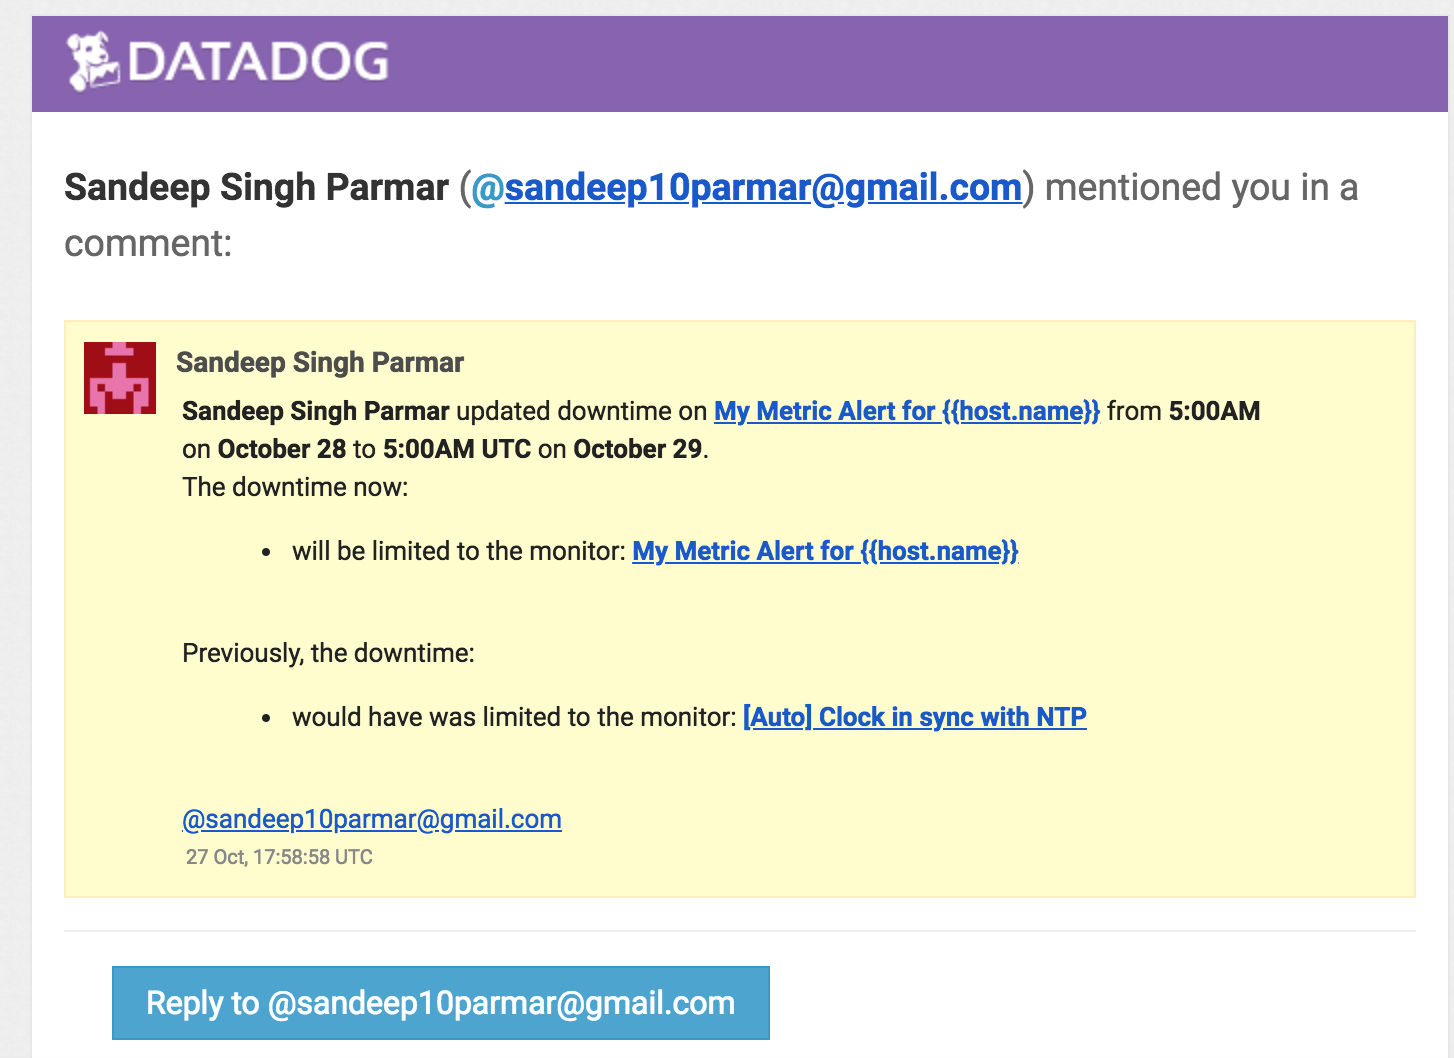 DATADOG
Sandeep Singh Parmar (@sandeep10parmar@gmail.com) mentioned you in a
comment:
Sandeep Singh Parmar
Sandeep Singh Parmar updated downtime on My Metric Alert for {{host.name}} from 5:00AM
on October 28 to 5:00AM UTC on October 29.
The downtime now:
• will be limited to the monitor: My Metric Alert for {{host.name}}
Previously, the downtime:
• would have was limited to the monitor: [Auto] Clock in sync with NTP
@sandeep10parmar@gmail.com
27 Oct, 17:58:58 UTC
Reply to @sandeep10parmar@gmail.com